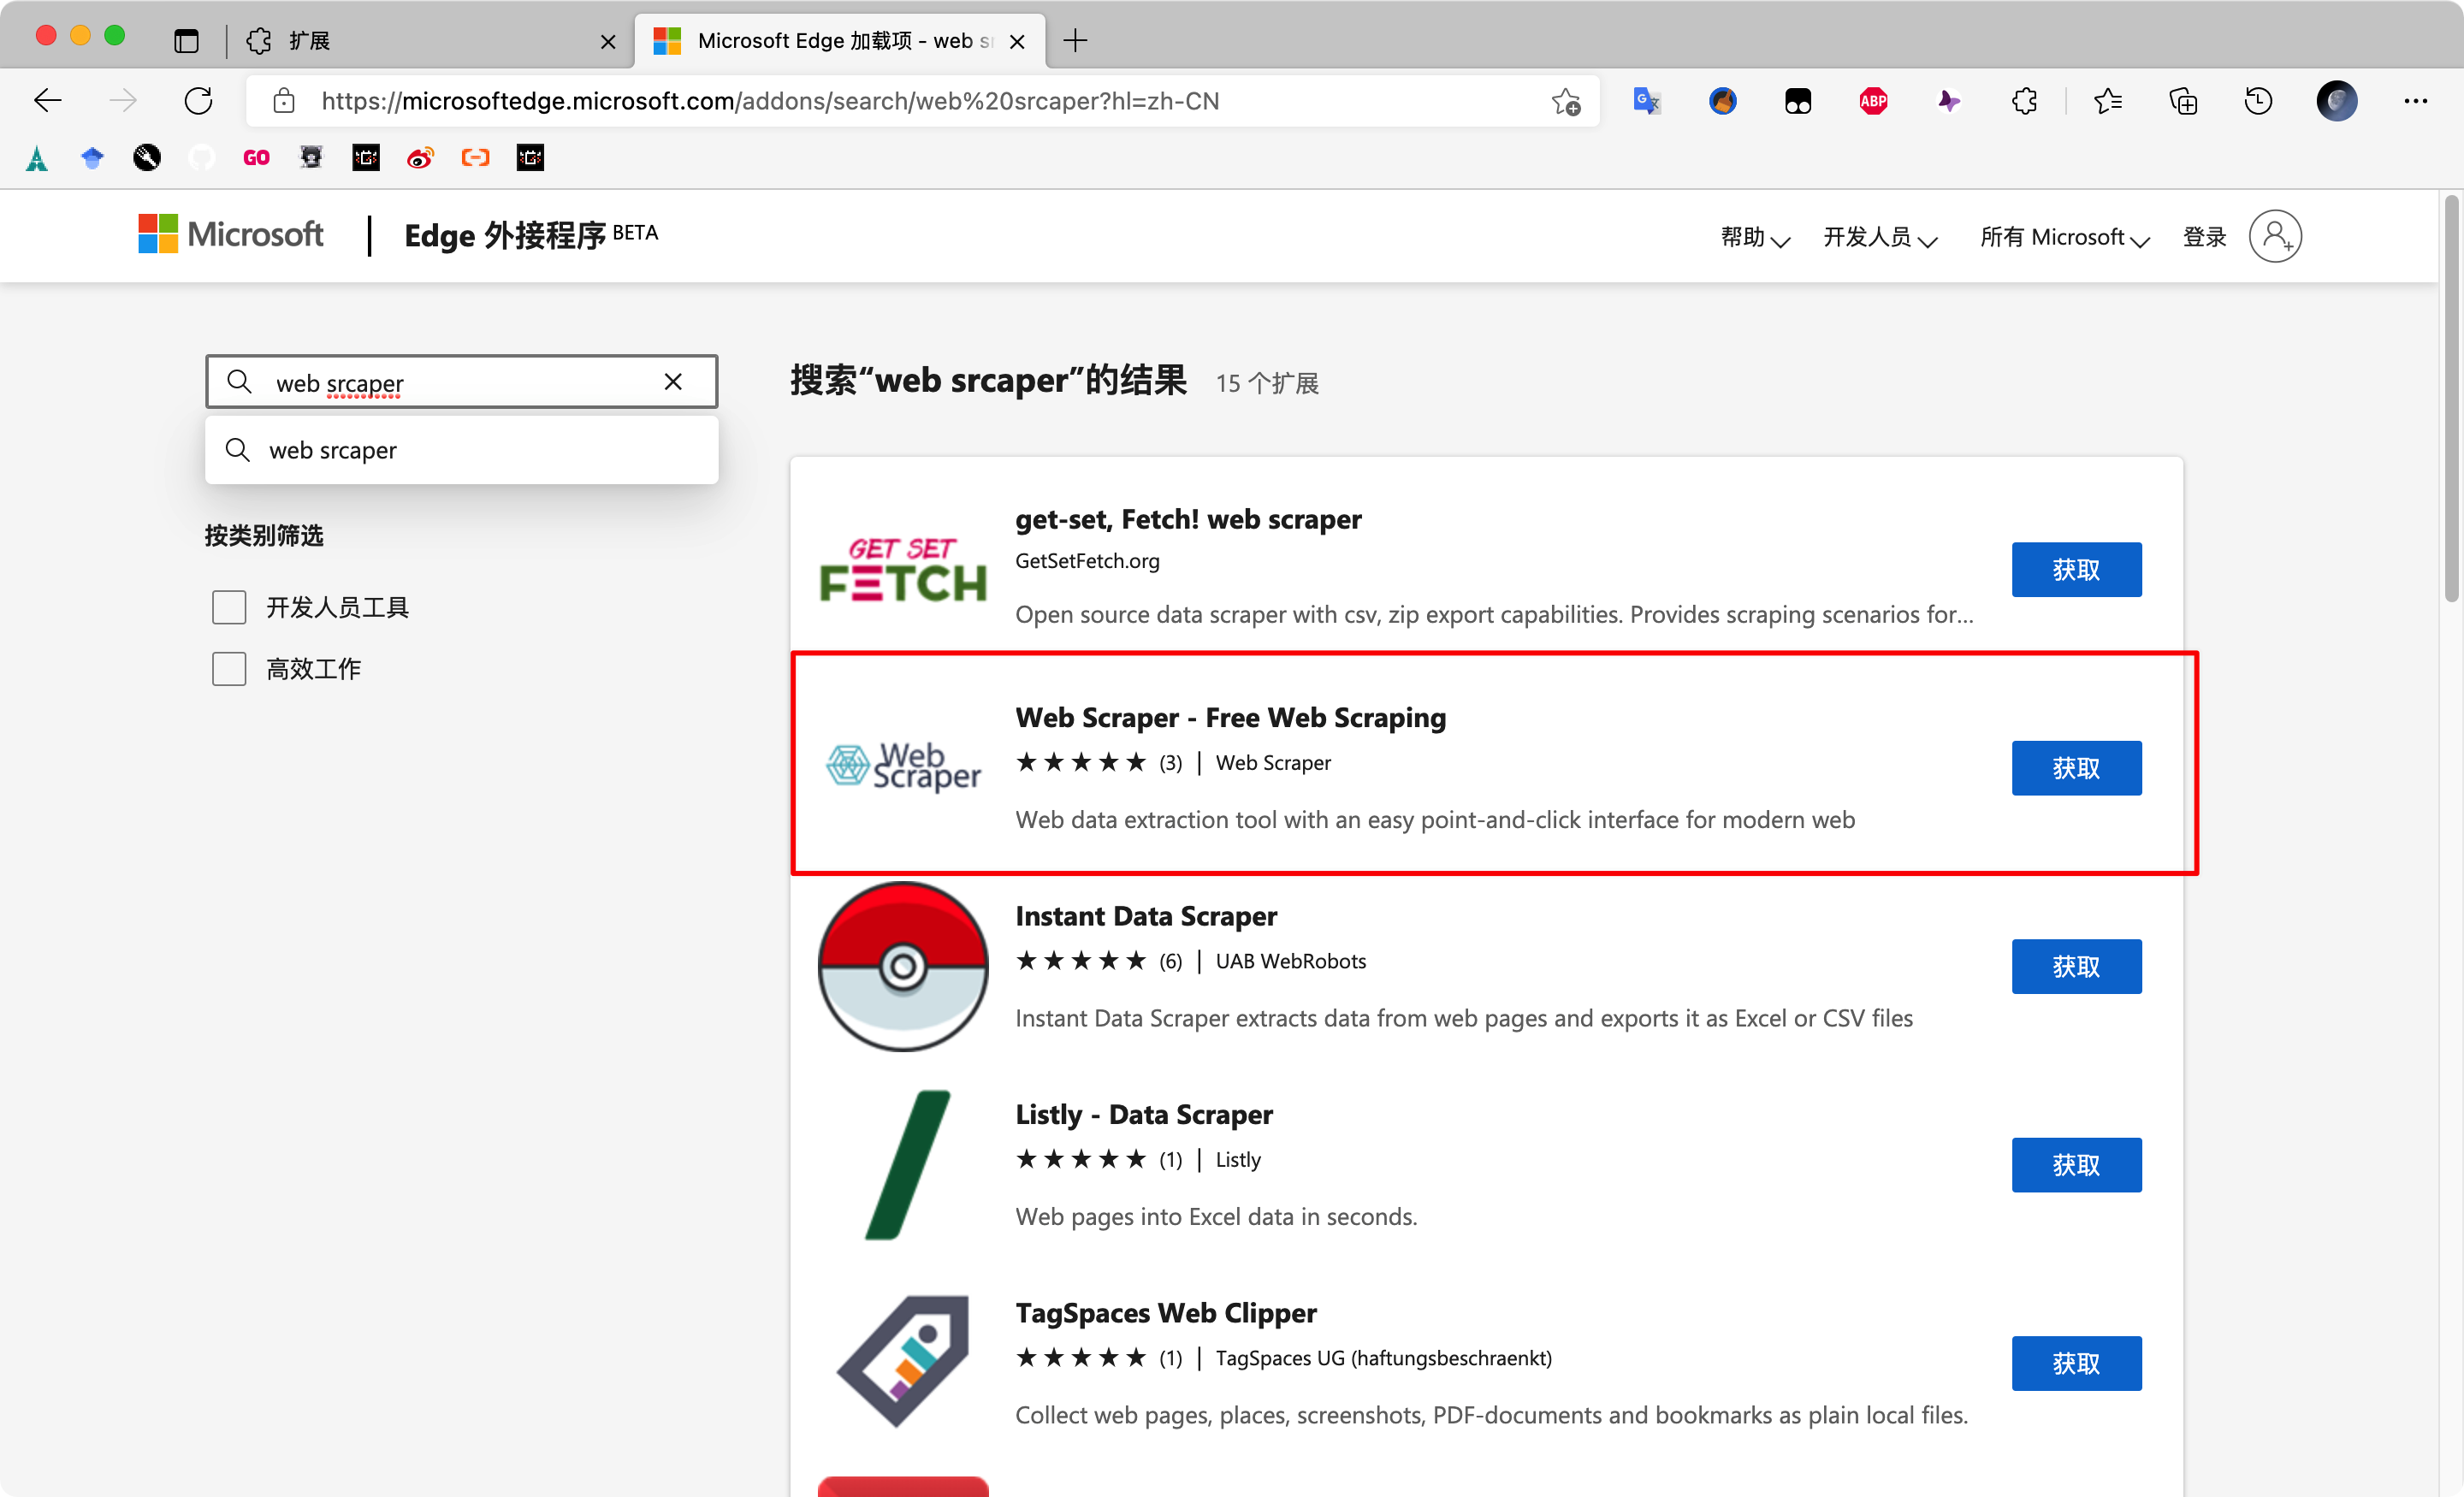 扩展
Microsoft Edge 加载项 - web s
https://microsoftedge.microsoft.com/addons/search/web%20srcaper?hl=zh-CN
ABP
GO
Microsoft
Edge 外接程序 BETA
帮助
开发人员
所有 Microsoft
登录
web srcaper
web srcaper
按类别筛选
开发人员工具
高效工作
搜索“web srcaper”的结果 15 个扩展
GET SET
FETCH
get-set, Fetch! web scraper
GetSetFetch.org
Open source data scraper with csv, zip export capabilities. Provides scraping scenarios for...
获取
Web
Scraper
Web Scraper - Free Web Scraping
★★★★★ (3) | Web Scraper
Web data extraction tool with an easy point-and-click interface for modern web
获取
Instant Data Scraper
★★★★★ (6) | UAB WebRobots
Instant Data Scraper extracts data from web pages and exports it as Excel or CSV files
获取
Listly - Data Scraper
★★★★★ (1) | Listly
Web pages into Excel data in seconds.
获取
TagSpaces Web Clipper
★★★★★ (1) | TagSpaces UG (haftungsbeschraenkt)
Collect web pages, places, screenshots, PDF-documents and bookmarks as plain local files.
获取